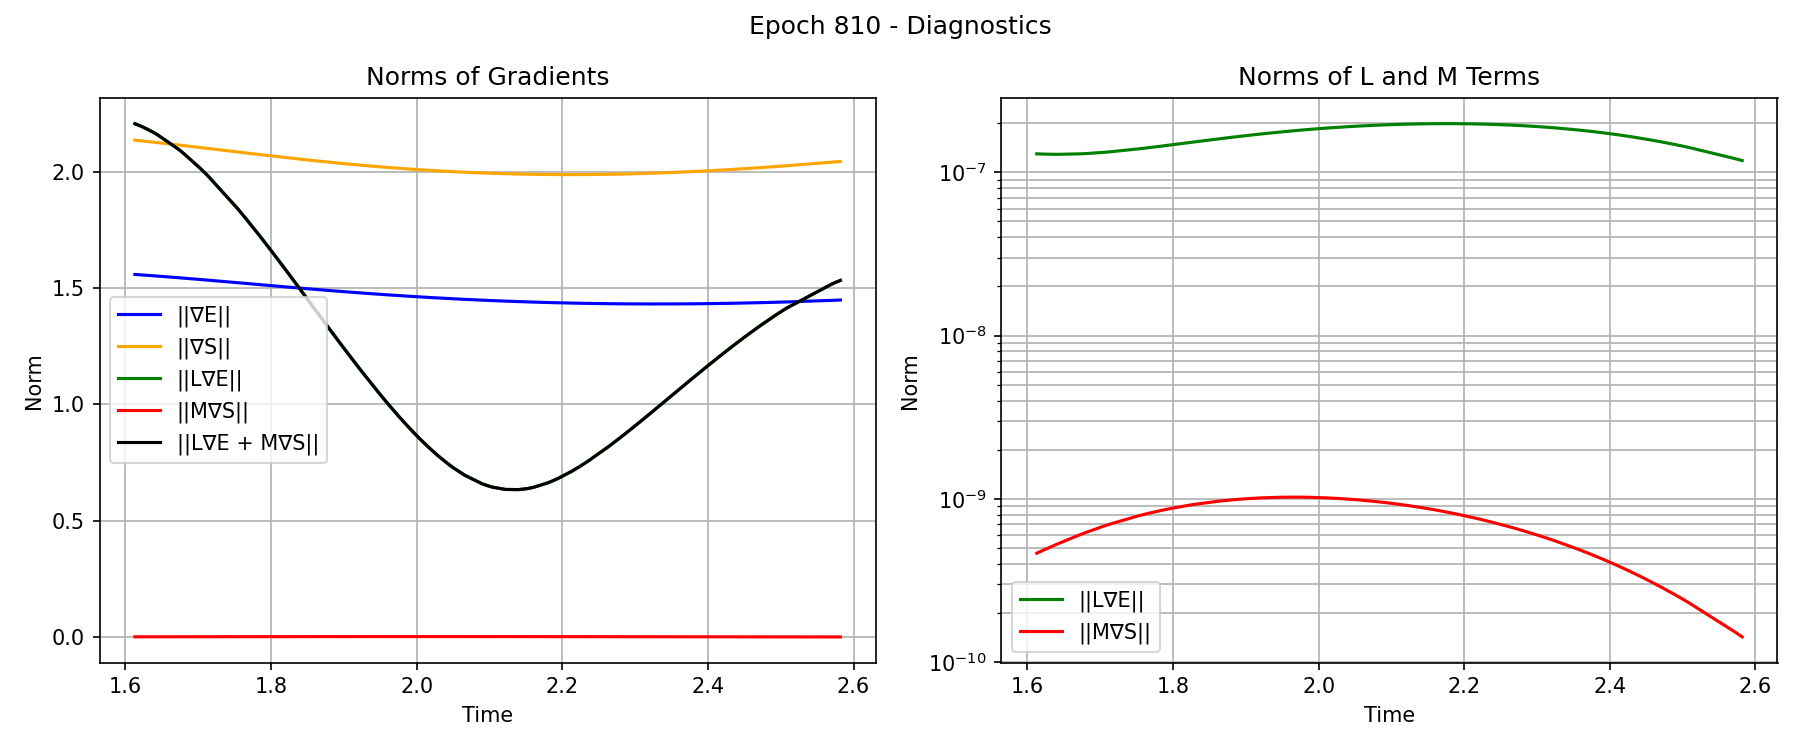 Epoch 810 - Diagnostics
Norms of Gradients
2.0
1.5
1.0
0.5
0.0
Norm
||∇E||
||∇S||
||L∇E||
||M∇S||
||L∇E + M∇S||
1.6 1.8 2.0 2.2 2.4 2.6
Time
Norms of L and M Terms
10⁻⁷
10⁻⁸
10⁻⁹
10⁻¹⁰
Norm
||L∇E||
||M∇S||
1.6 1.8 2.0 2.2 2.4 2.6
Time